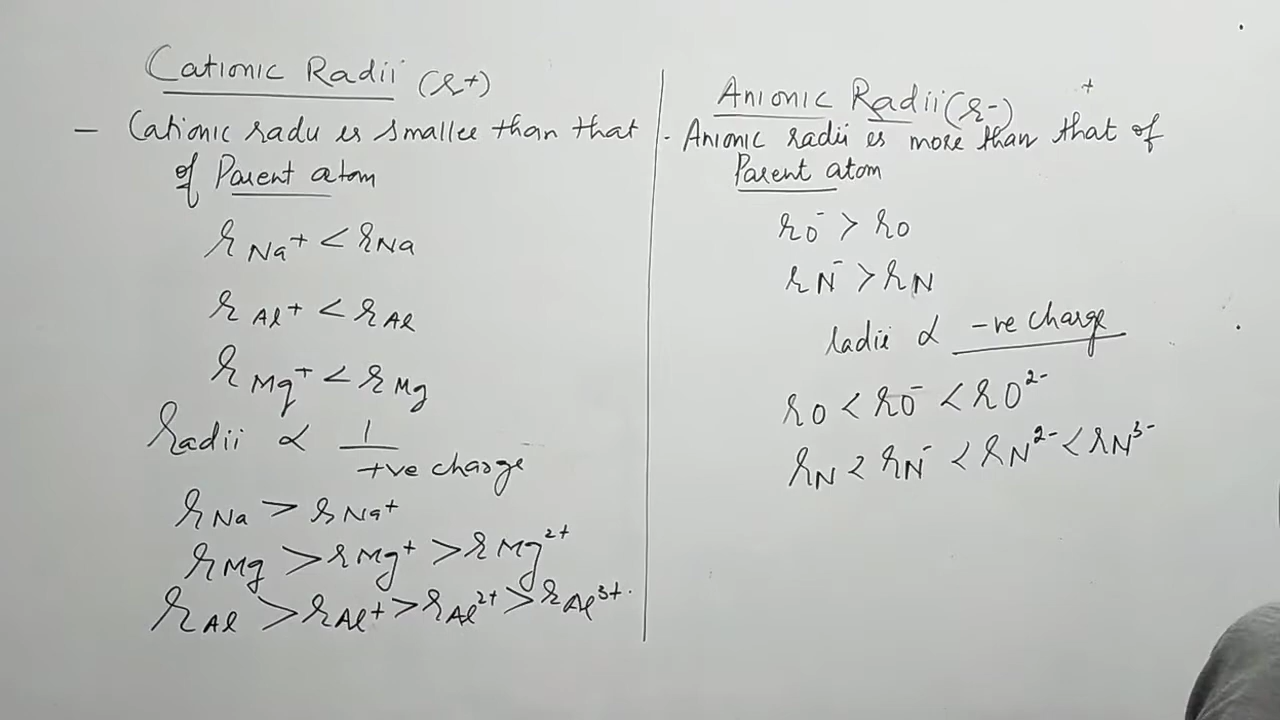 Cationic Radii (r+)
- Cationic radii is smaller than that
of Parent atom
r Na+ < r Na
r Al+ < r Al
r Mg+ < r Mg
Radii ∝ 1/+ve charge
r Na > r Na+
r Mg > r Mg+ > r Mg2+
r Al > r Al+ > r Al2+ > r Al3+
Anionic Radii (r-)
+
- Anionic radii is more than that of
Parent atom
r O- > r O
r N- > r N
radii ∝ -ve charge
r O < r O- < r O2-
r N < r N- < r N2- < r N3-